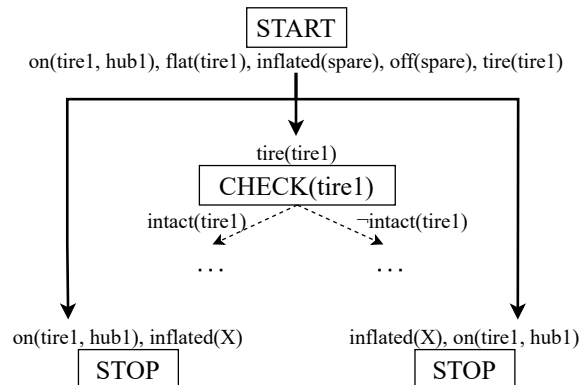 START
on(tire1, hub1), flat(tire1), inflated(spare), off(spare), tire(tire1)
tire(tire1)
CHECK(tire1)
intact(tire1) ¬intact(tire1)
... ...
on(tire1, hub1), inflated(X) inflated(X), on(tire1, hub1)
STOP STOP